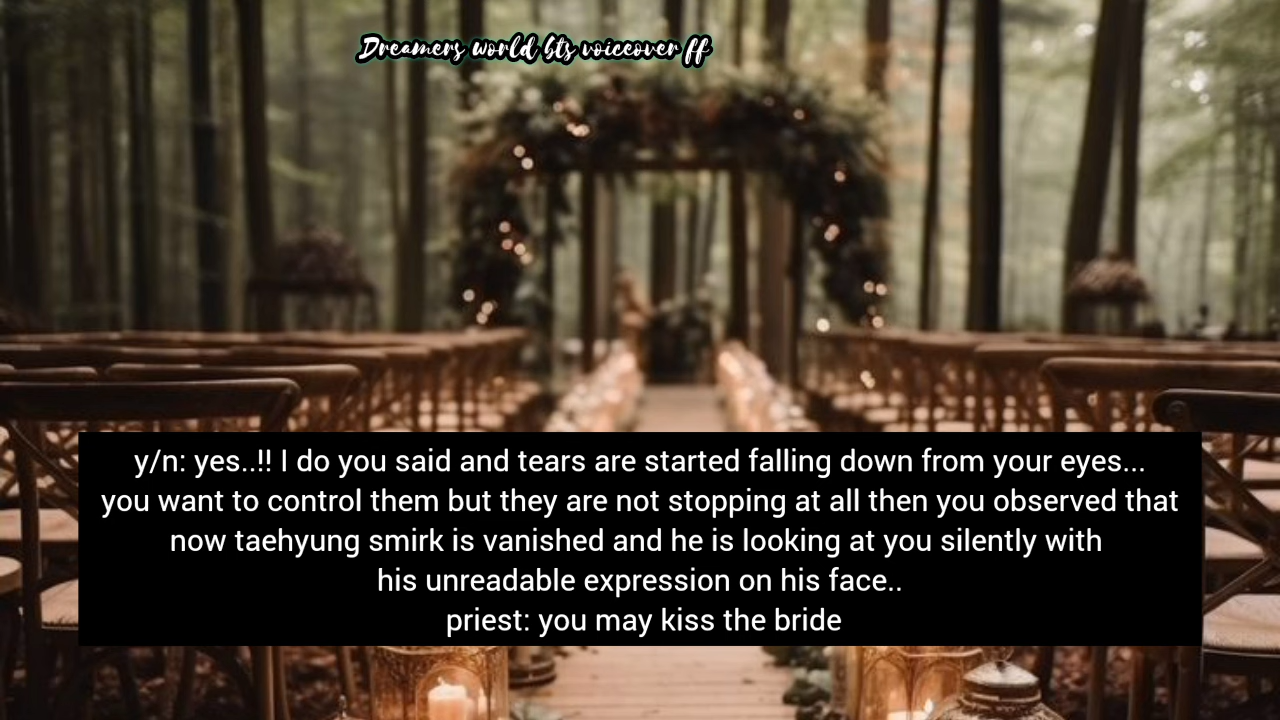 Dreamers world bts voiceover ff
y/n: yes..!! I do you said and tears are started falling down from your eyes...
you want to control them but they are not stopping at all then you observed that
now taehyung smirk is vanished and he is looking at you silently with
his unreadable expression on his face..
priest: you may kiss the bride